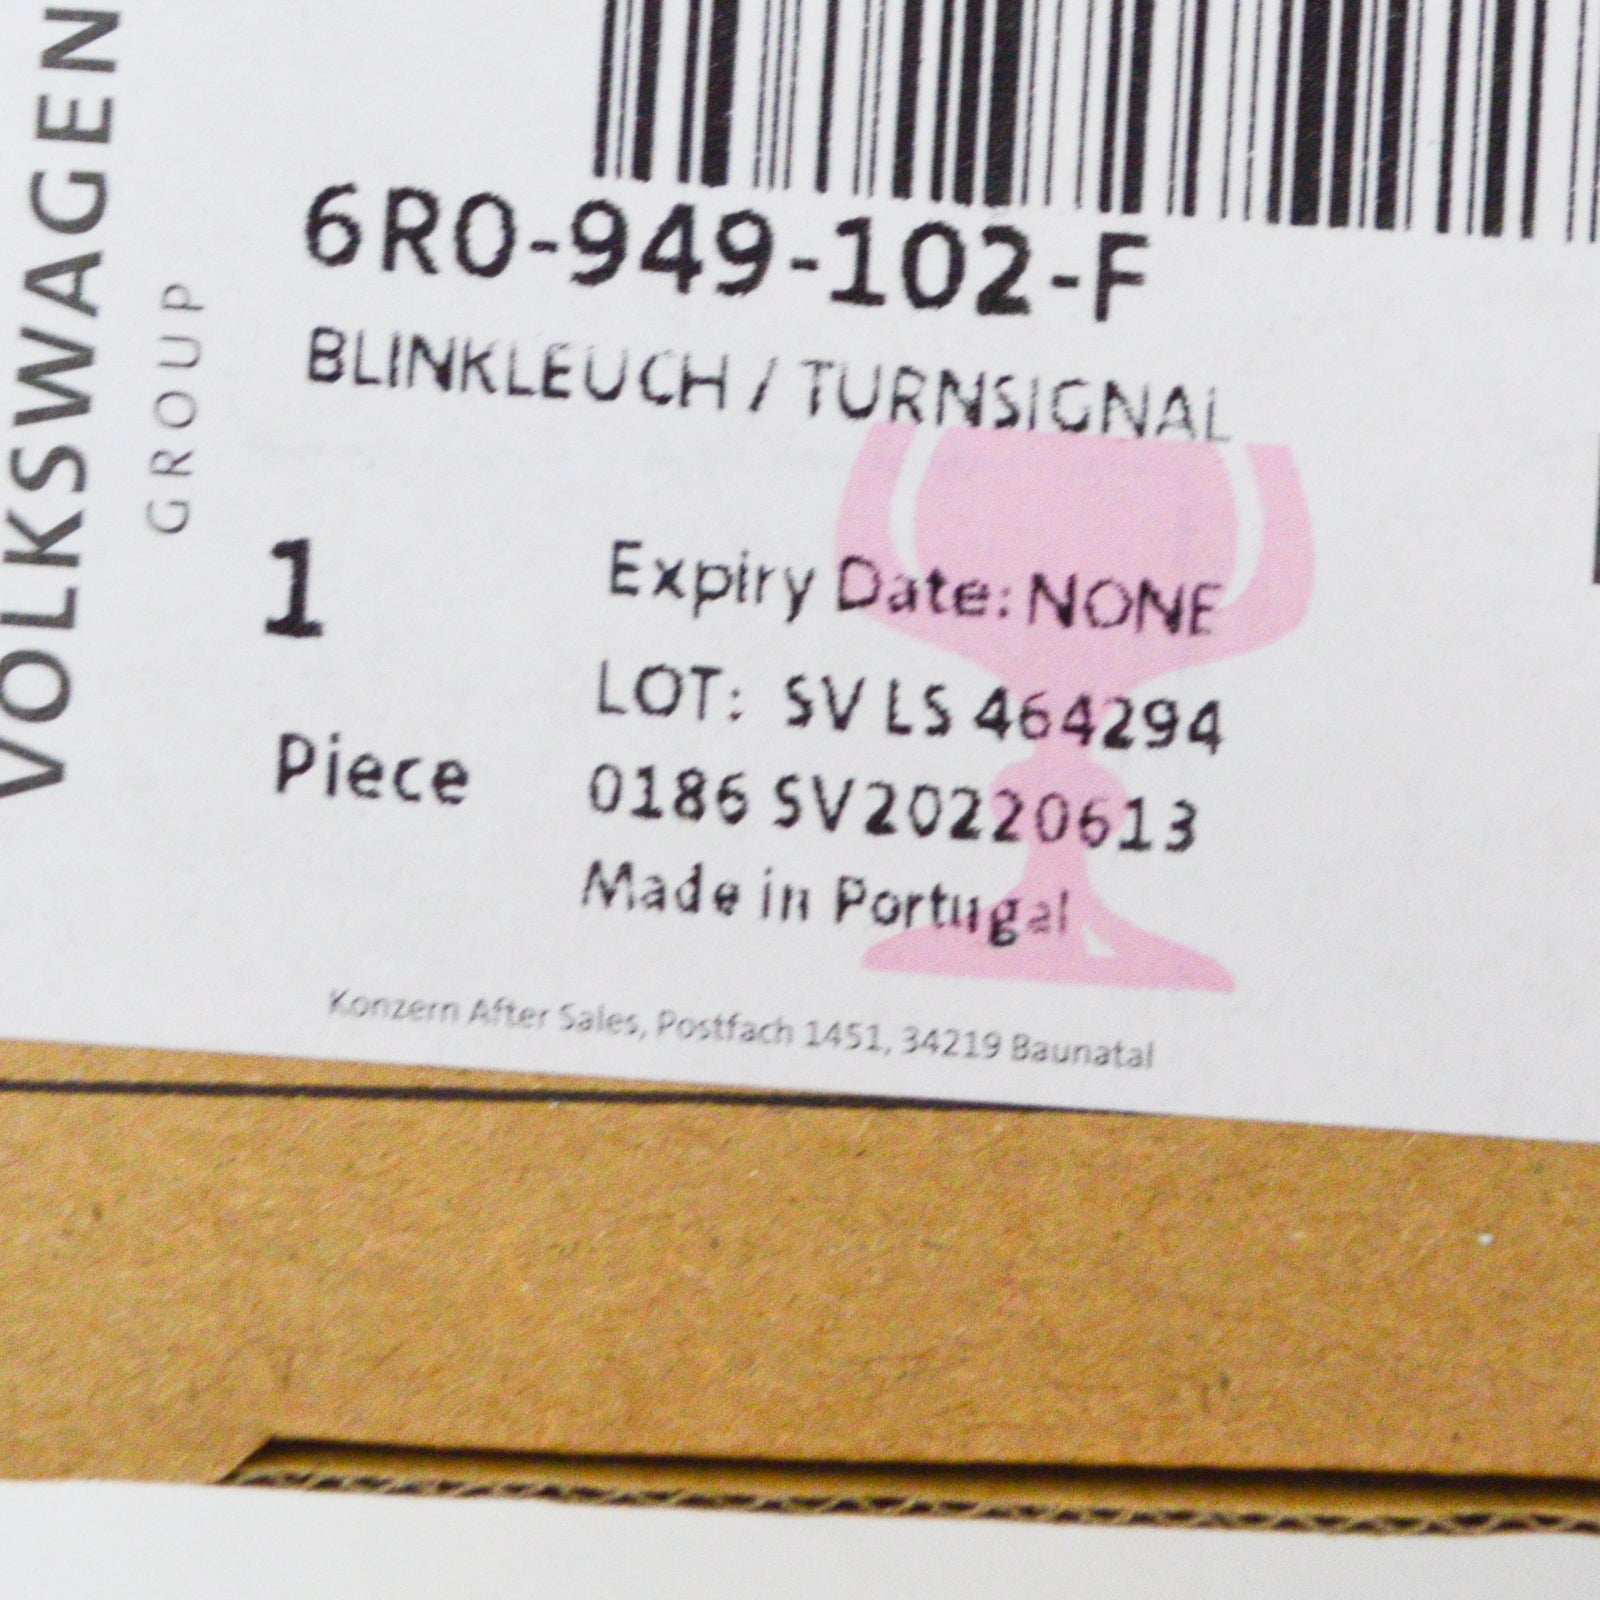 VOLKSWAGEN
GROUP
6R0-949-102-F
BLINKLEUCH / TURNSIGNAL
1
Piece
Expiry Date: NONE
LOT: SV LS 464294
0186 SV20220613
Made in Portugal
Konzern After Sales, Postfach 1451, 34219 Baunatal